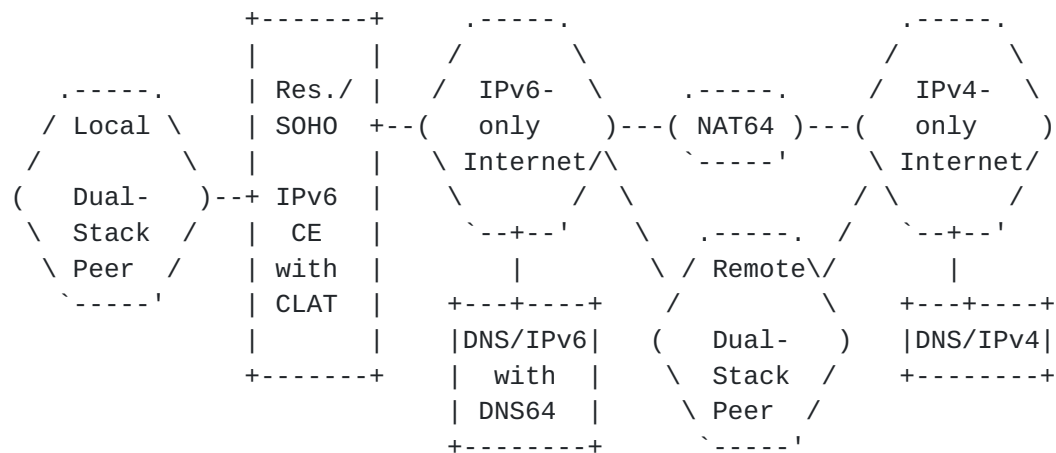 Res./ IPv6- IPv4-
Local SOHO only NAT64 only
Internet Internet
Dual- IPv6
Stack CE
Peer with Remote
CLAT
DNS/IPv6 Dual- DNS/IPv4
with Stack
DNS64 Peer